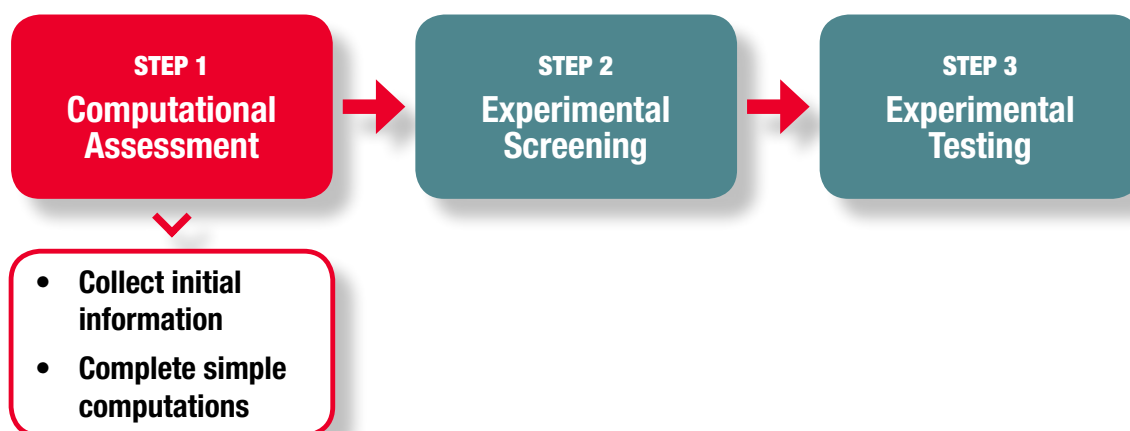 STEP 1
Computational
Assessment
STEP 2
Experimental
Screening
STEP 3
Experimental
Testing
• Collect initial
information
• Complete simple
computations